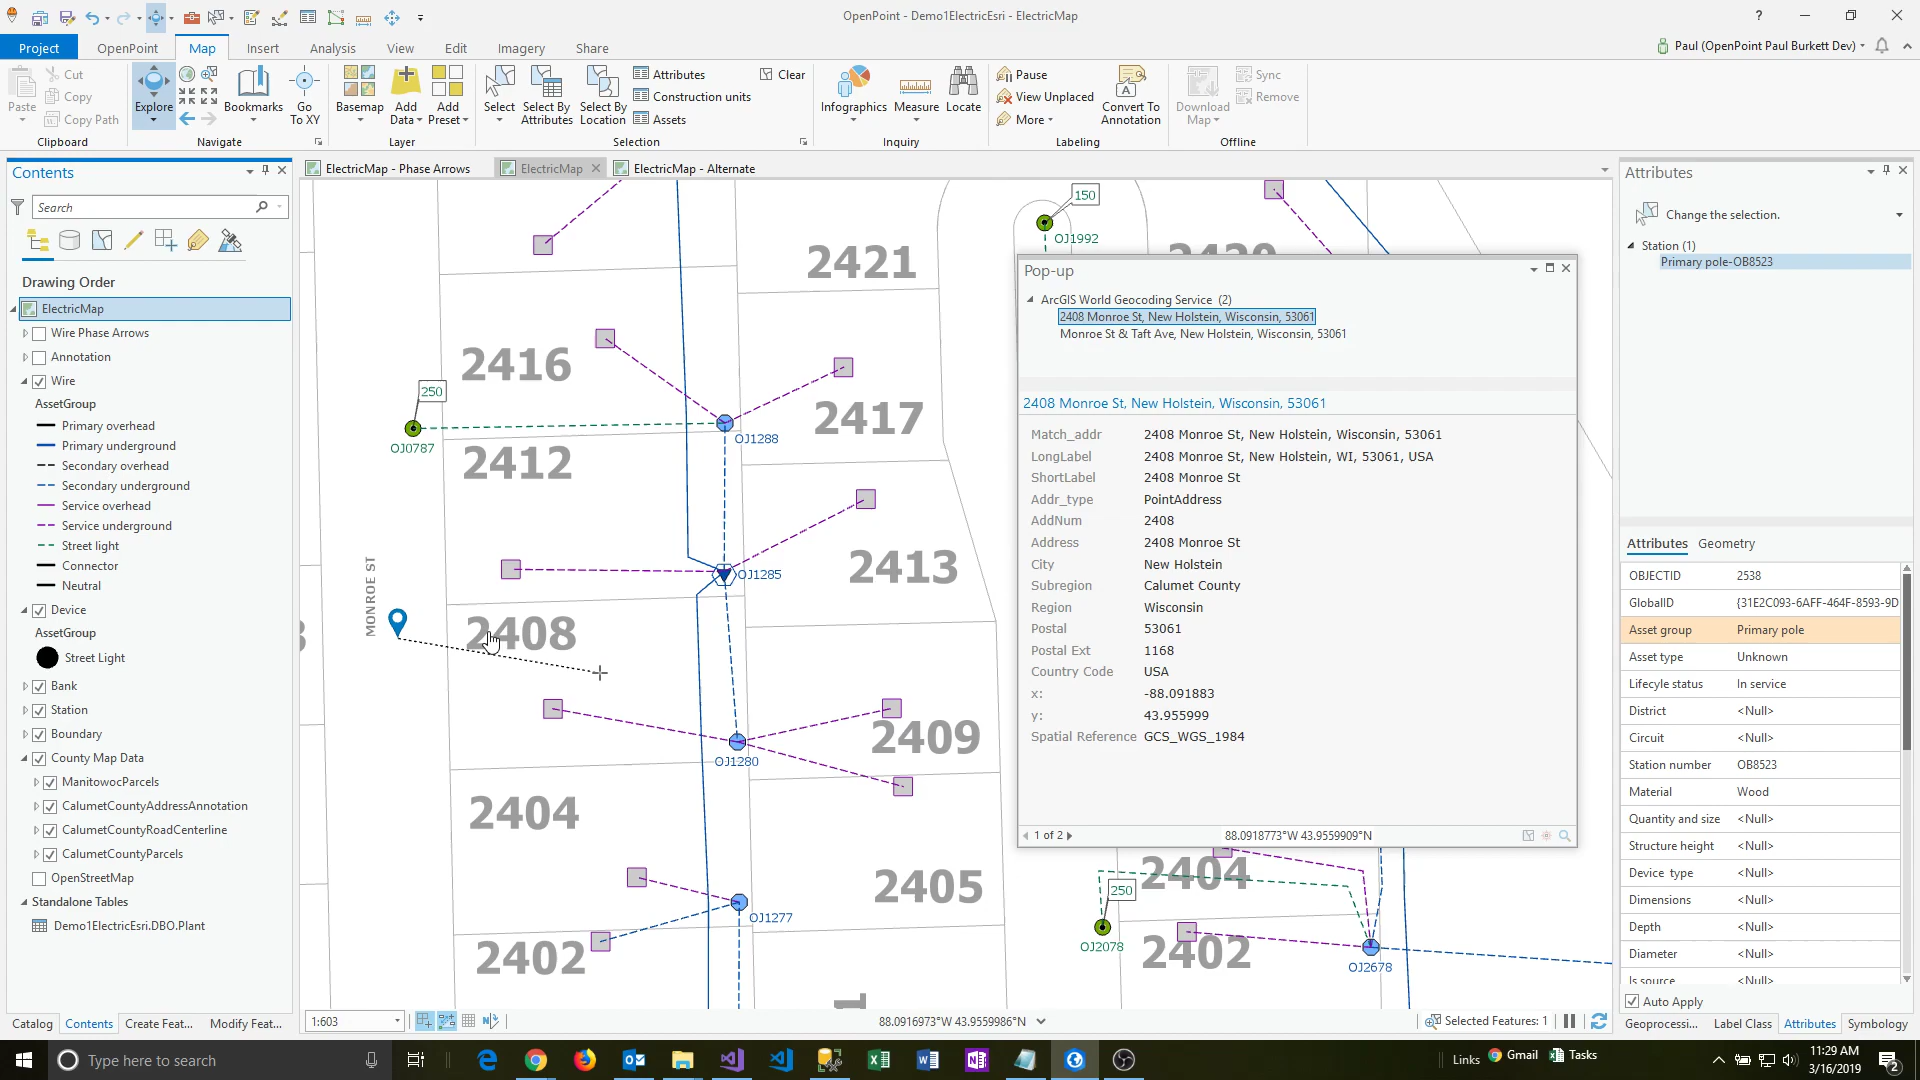 OpenPoint - Demo1ElectricEsri - ElectricMap
?
Project
OpenPoint
Map
Insert
Analysis
View
Edit
Imagery
Share
Paul (OpenPoint Paul Burkett Dev)
Paste
Cut
Copy
Copy Path
Clipboard
Explore
Bookmarks
Go To XY
Navigate
Basemap
Add Data
Add Preset
Layer
Select
Select By Attributes
Select By Location
Attributes
Construction units
Assets
Clear
Selection
Infographics
Measure
Locate
Inquiry
Pause
View Unplaced
More
Convert To Annotation
Labeling
Download Map
Sync
Remove
Offline
Contents
Search
Drawing Order
ElectricMap
Wire Phase Arrows
Annotation
Wire
AssetGroup
Primary overhead
Primary underground
Secondary overhead
Secondary underground
Service overhead
Service underground
Street light
Connector
Neutral
Device
AssetGroup
Street Light
Bank
Station
Boundary
County Map Data
ManitowocParcels
CalumetCountyAddressAnnotation
CalumetCountyRoadCenterline
CalumetCountyParcels
OpenStreetMap
Standalone Tables
Demo1ElectricEsri.DBO.Plant
Catalog
Contents
Create Feat...
Modify Feat...
ElectricMap - Phase Arrows
ElectricMap
ElectricMap - Alternate
2421
150
OJ1992
2416
2417
250
OJ0787
OJ1288
2412
2413
OJ1285
MONROE ST
2408
2409
OJ1280
2404
2405
OJ1277
2402
250
2404
OJ2078
2402
OJ2678
1:603
88.0916973°W 43.9559986°N
Selected Features: 1
Pop-up
ArcGIS World Geocoding Service (2)
2408 Monroe St, New Holstein, Wisconsin, 53061
Monroe St & Taft Ave, New Holstein, Wisconsin, 53061
2408 Monroe St, New Holstein, Wisconsin, 53061
Match_addr 2408 Monroe St, New Holstein, Wisconsin, 53061
LongLabel 2408 Monroe St, New Holstein, WI, 53061, USA
ShortLabel 2408 Monroe St
Addr_type PointAddress
AddNum 2408
Address 2408 Monroe St
City New Holstein
Subregion Calumet County
Region Wisconsin
Postal 53061
Postal Ext 1168
Country Code USA
x: -88.091883
y: 43.955999
Spatial Reference GCS_WGS_1984
1 of 2
88.0918773°W 43.9559909°N
Attributes
Change the selection.
Station (1)
Primary pole-OB8523
Attributes Geometry
OBJECTID 2538
GlobalID {31E2C093-6AFF-464F-8593-9D
Asset group Primary pole
Asset type Unknown
Lifecyle status In service
District <Null>
Circuit <Null>
Station number OB8523
Material Wood
Quantity and size <Null>
Structure height <Null>
Device type <Null>
Dimensions <Null>
Depth <Null>
Diameter <Null>
Is source <Null>
Auto Apply
Geoprocessi...
Label Class
Attributes
Symbology
Type here to search
Links
Gmail
Tasks
11:29 AM
3/16/2019
2